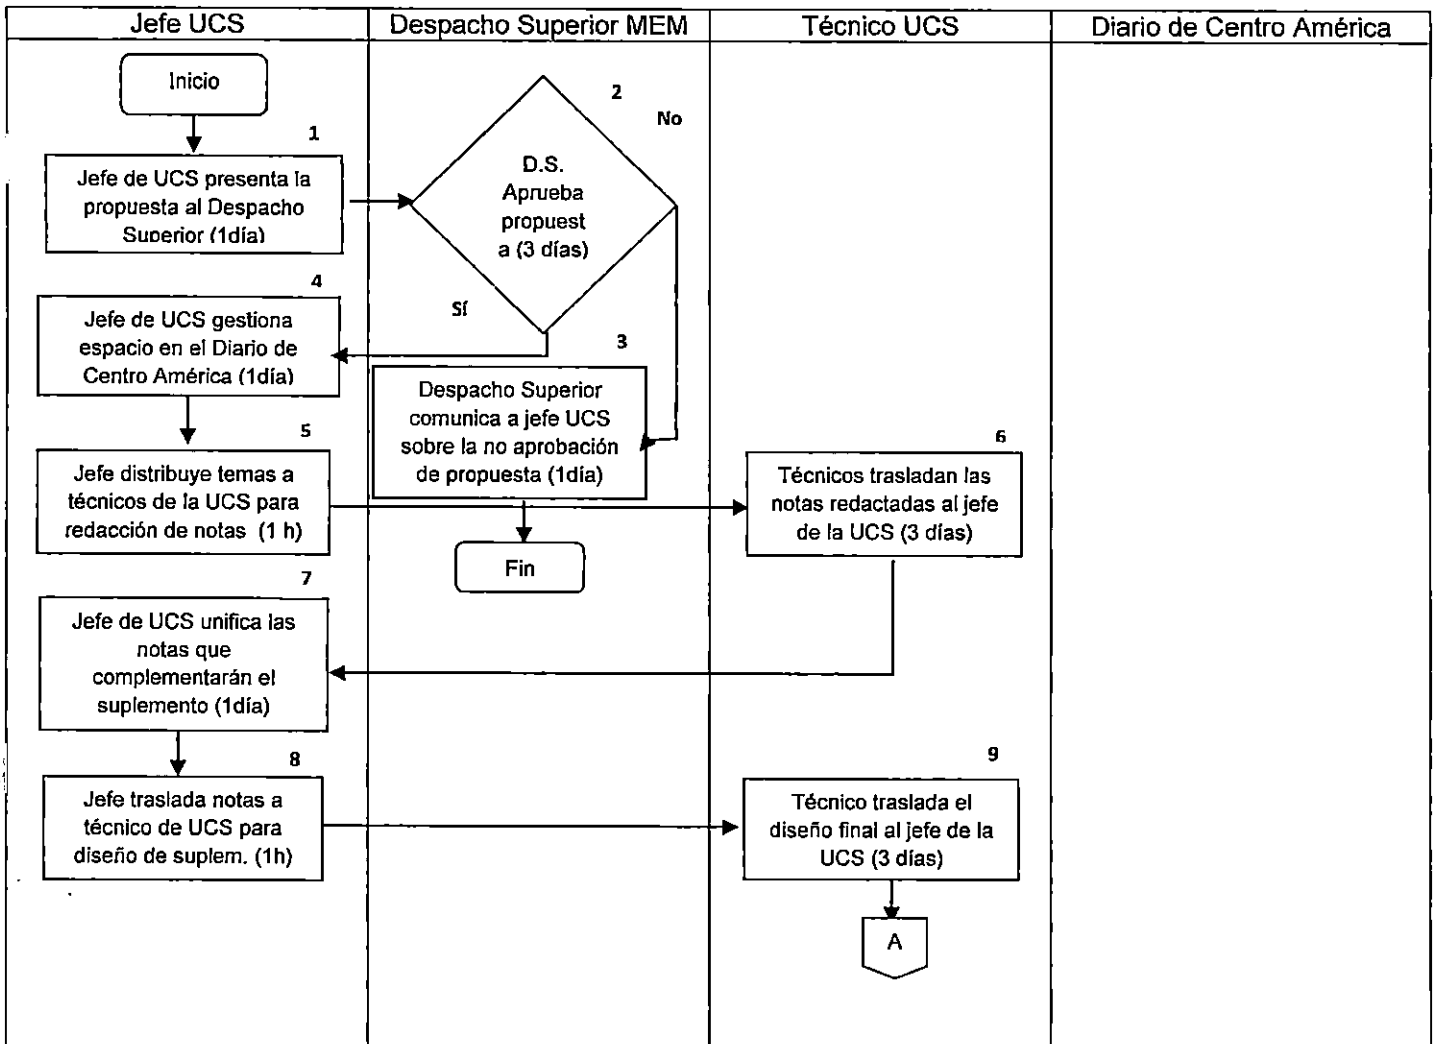 Jefe UCS
Despacho Superior MEM
Técnico UCS
Diario de Centro América
Inicio
1
Jefe de UCS presenta la
propuesta al Despacho
Superior (1día)
2
No
D.S.
Aprueba
propuest
a (3 días)
Sí
3
Despacho Superior
comunica a jefe UCS
sobre la no aprobación
de propuesta (1día)
Fin
4
Jefe de UCS gestiona
espacio en el Diario de
Centro América (1día)
5
Jefe distribuye temas a
técnicos de la UCS para
redacción de notas (1 h)
6
Técnicos trasladan las
notas redactadas al jefe
de la UCS (3 días)
7
Jefe de UCS unifica las
notas que
complementarán el
suplemento (1día)
8
Jefe traslada notas a
técnico de UCS para
diseño de suplem. (1h)
9
Técnico traslada el
diseño final al jefe de la
UCS (3 días)
A